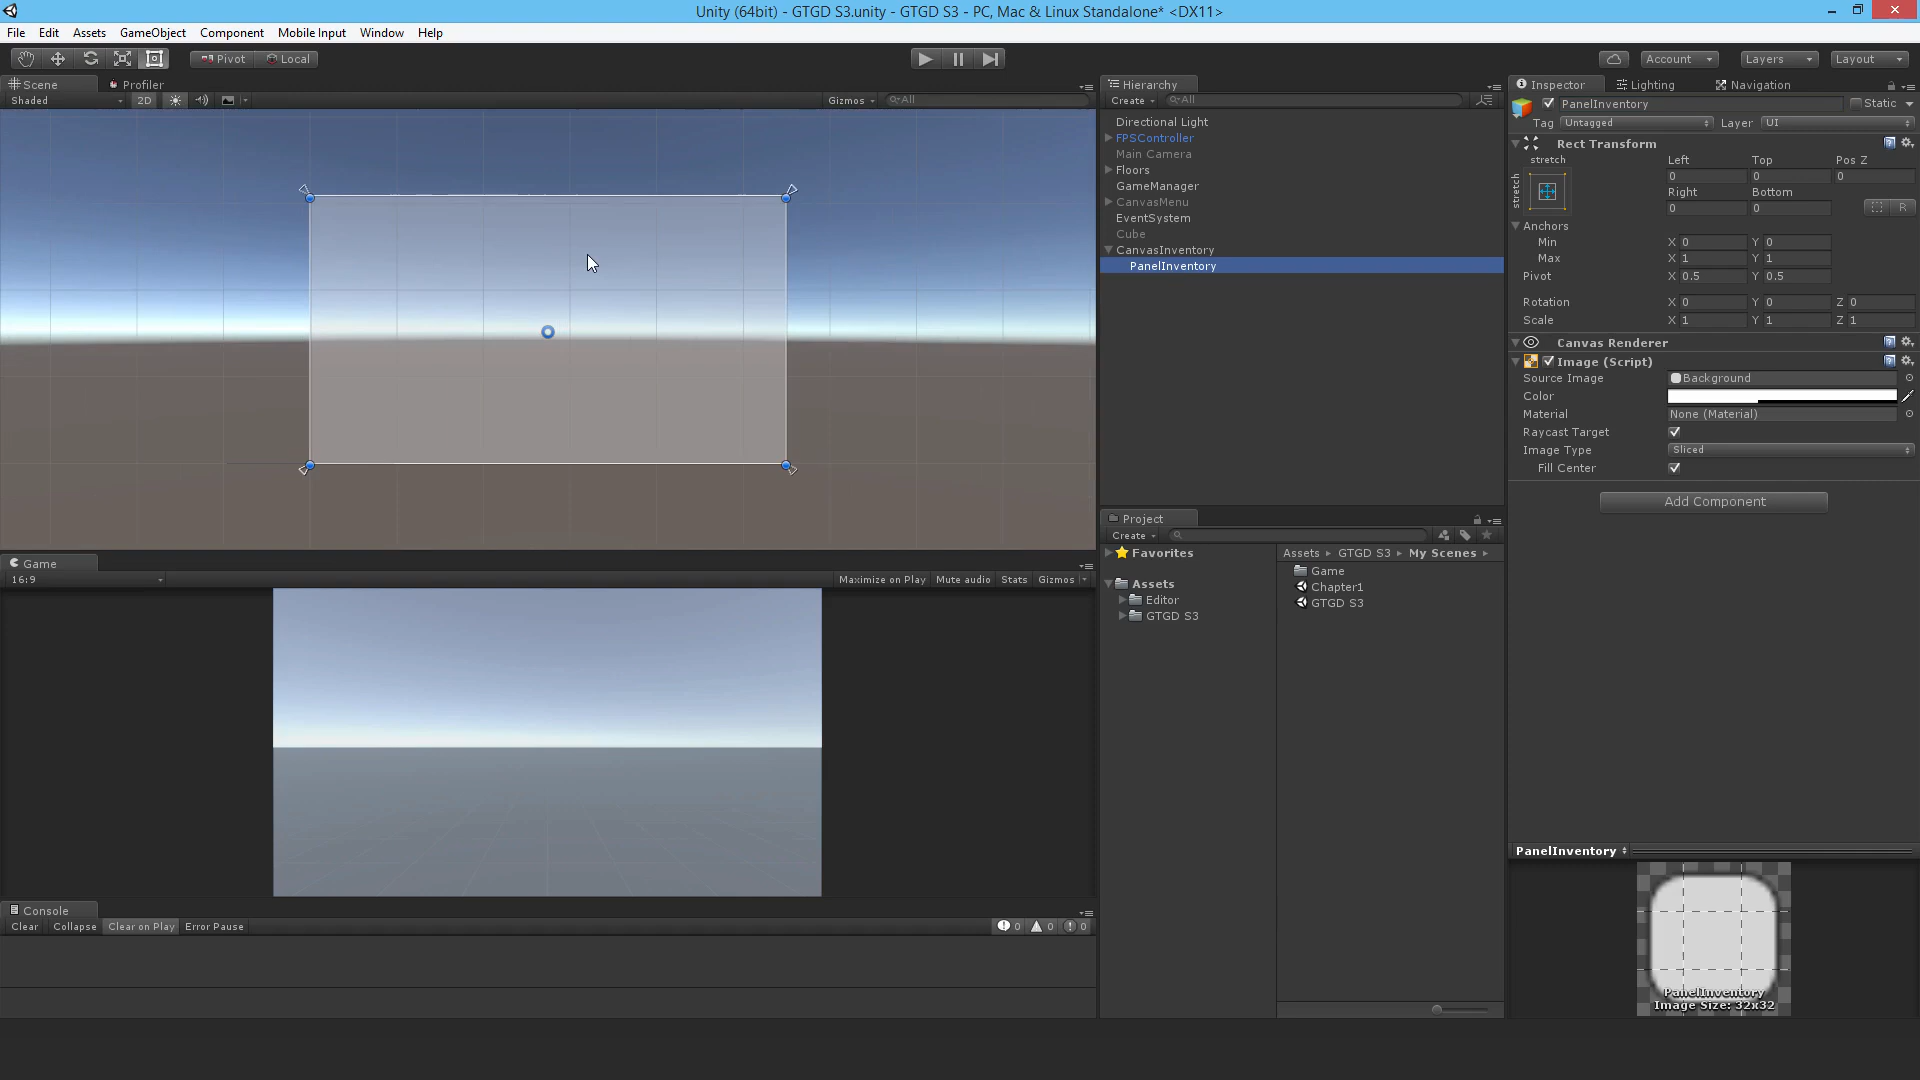 Unity (64bit) - GTGD S3.unity - GTGD S3 - PC, Mac & Linux Standalone* <DX11>
File Edit Assets GameObject Component Mobile Input Window Help
Pivot Local Account Layers Layout
Scene Profiler
Shaded 2D Gizmos All
Hierarchy
Create All
Directional Light
FPSController
Main Camera
Floors
GameManager
CanvasMenu
EventSystem
Cube
CanvasInventory
PanelInventory
Inspector Lighting Navigation
PanelInventory Static
Tag Untagged Layer UI
Rect Transform
stretch Left Top Pos Z
stretch 0 0 0
Right Bottom
0 0 R
Anchors
Min X 0 Y 0
Max X 1 Y 1
Pivot X 0.5 Y 0.5
Rotation X 0 Y 0 Z 0
Scale X 1 Y 1 Z 1
Canvas Renderer
Image (Script)
Source Image Background
Color
Material None (Material)
Raycast Target
Image Type Sliced
Fill Center
Add Component
Game
16:9 Maximize on Play Mute audio Stats Gizmos
Project
Create
Favorites
Assets
Editor
GTGD S3
Assets GTGD S3 My Scenes
Game
Chapter1
GTGD S3
Console
Clear Collapse Clear on Play Error Pause 0 0 0
PanelInventory
PanelInventory
Image Size: 32x32